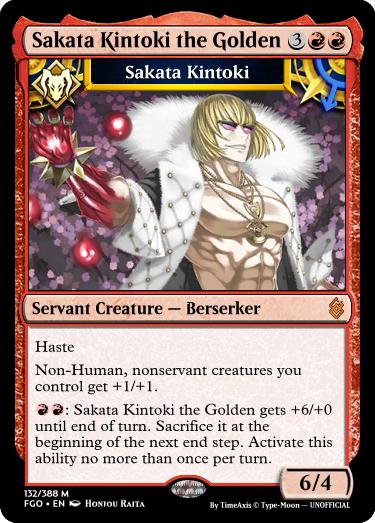 Sakata Kintoki the Golden 3
Sakata Kintoki
Servant Creature — Berserker
Haste
Non-Human, nonservant creatures you
control get +1/+1.
: Sakata Kintoki the Golden gets +6/+0
until end of turn. Sacrifice it at the
beginning of the next end step. Activate this
ability no more than once per turn.
6/4
132/388 M
FGO • EN Honjou Raita
By TimeAxis © Type-Moon — UNOFFICIAL